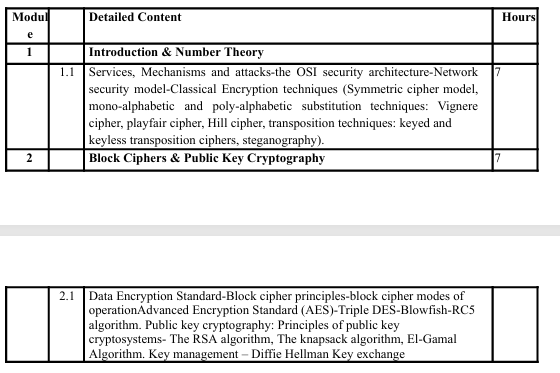 Modul
e
Detailed Content
Hours
1
Introduction & Number Theory
1.1
Services, Mechanisms and attacks-the OSI security architecture-Network
7
security model-Classical Encryption techniques (Symmetric cipher model,
mono-alphabetic and poly-alphabetic substitution techniques: Vignere
cipher, playfair cipher, Hill cipher, transposition techniques: keyed and
keyless transposition ciphers, steganography).
2
Block Ciphers & Public Key Cryptography
7
2.1
Data Encryption Standard-Block cipher principles-block cipher modes of
operationAdvanced Encryption Standard (AES)-Triple DES-Blowfish-RC5
algorithm. Public key cryptography: Principles of public key
cryptosystems- The RSA algorithm, The knapsack algorithm, El-Gamal
Algorithm. Key management – Diffie Hellman Key exchange